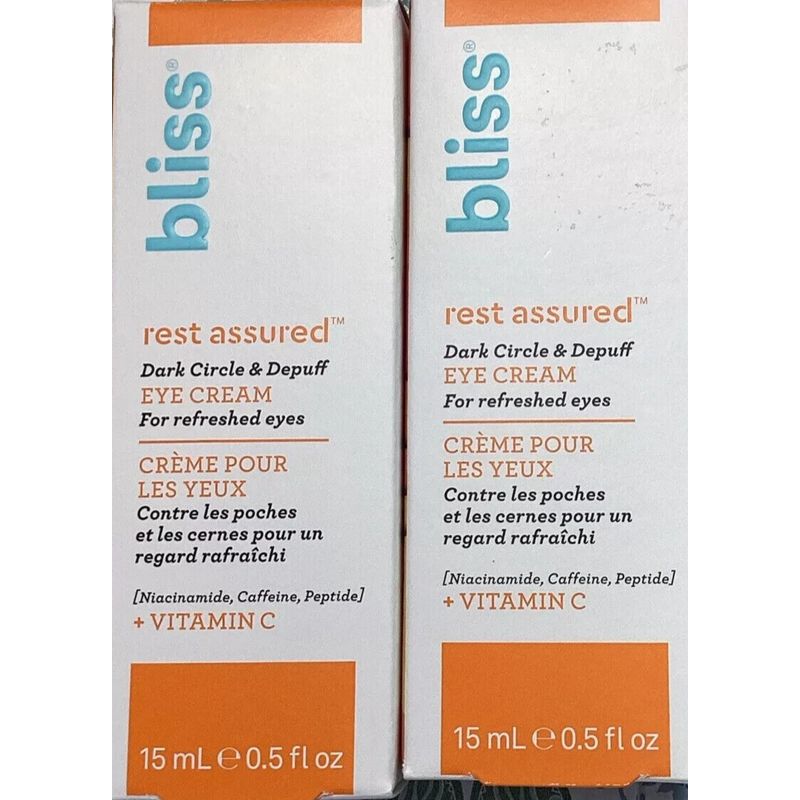 bliss®
rest assured™
Dark Circle & Depuff
EYE CREAM
For refreshed eyes
CRÈME POUR
LES YEUX
Contre les poches
et les cernes pour un
regard rafraîchi
[Niacinamide, Caffeine, Peptide]
+ VITAMIN C
15 mL ℮ 0.5 fl oz
bliss®
rest assured™
Dark Circle & Depuff
EYE CREAM
For refreshed eyes
CRÈME POUR
LES YEUX
Contre les poches
et les cernes pour un
regard rafraîchi
[Niacinamide, Caffeine, Peptide]
+ VITAMIN C
15 mL ℮ 0.5 fl oz